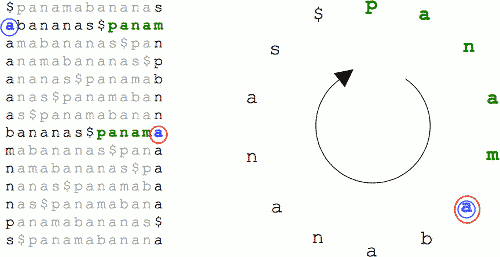 $panamabananas
abananas$panam
amabananas$pan
anamabananas$p
ananas$panamab
anas$panamaban
as$panamabanan
bananas$panama
mabananas$pana
namabananas$pa
nanas$panamaba
nas$panamabana
panamabananas$
s$panamabanana
p a n a m a b a n a n a s $